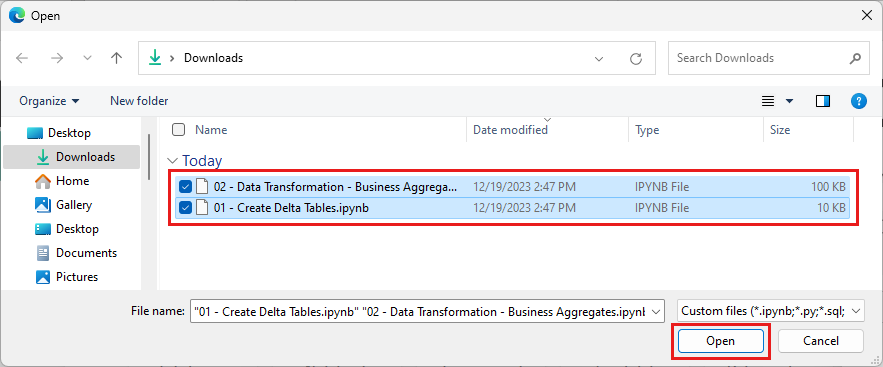 Open
Downloads
Search Downloads
Organize
New folder
?
Desktop
Downloads
Home
Gallery
Desktop
Documents
Pictures
Name Date modified Type Size
Today
02 - Data Transformation - Business Aggrega... 12/19/2023 2:47 PM IPYNB File 100 KB
01 - Create Delta Tables.ipynb 12/19/2023 2:47 PM IPYNB File 10 KB
File name: "01 - Create Delta Tables.ipynb" "02 - Data Transformation - Business Aggregates.ipynb Custom files (*.ipynb;*.py;*.sql;
Open Cancel